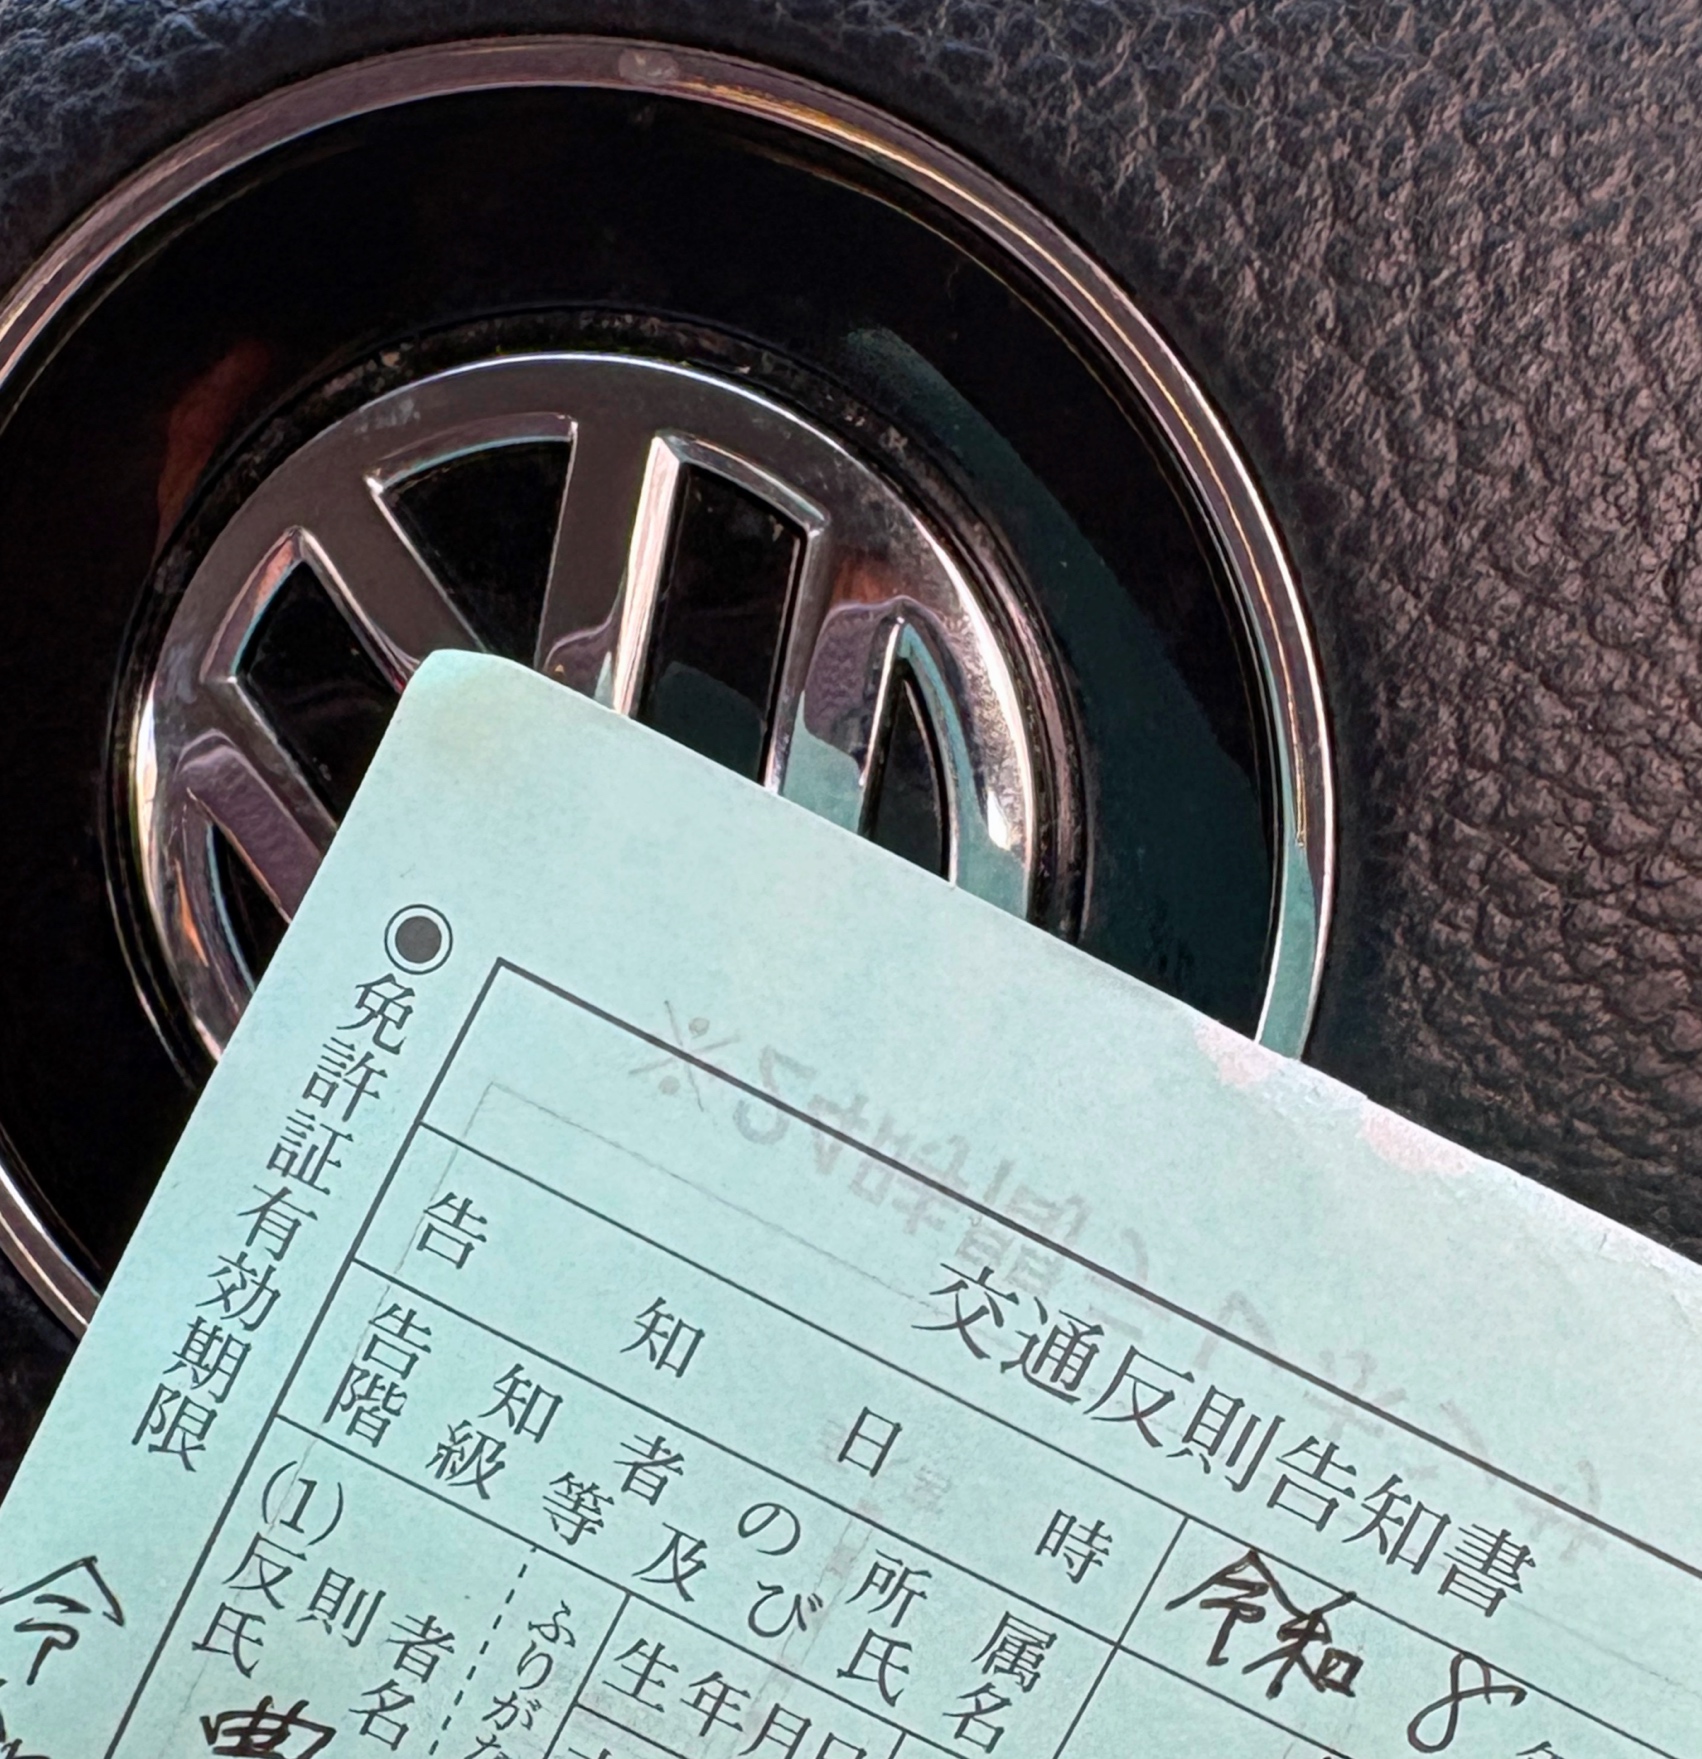 ◉免許証有効期限
交通反則告知書
告知日時
令和8
告知者の所属
階級等及び氏名
(1)
反則者
氏名
ふりがな
生年月日
令